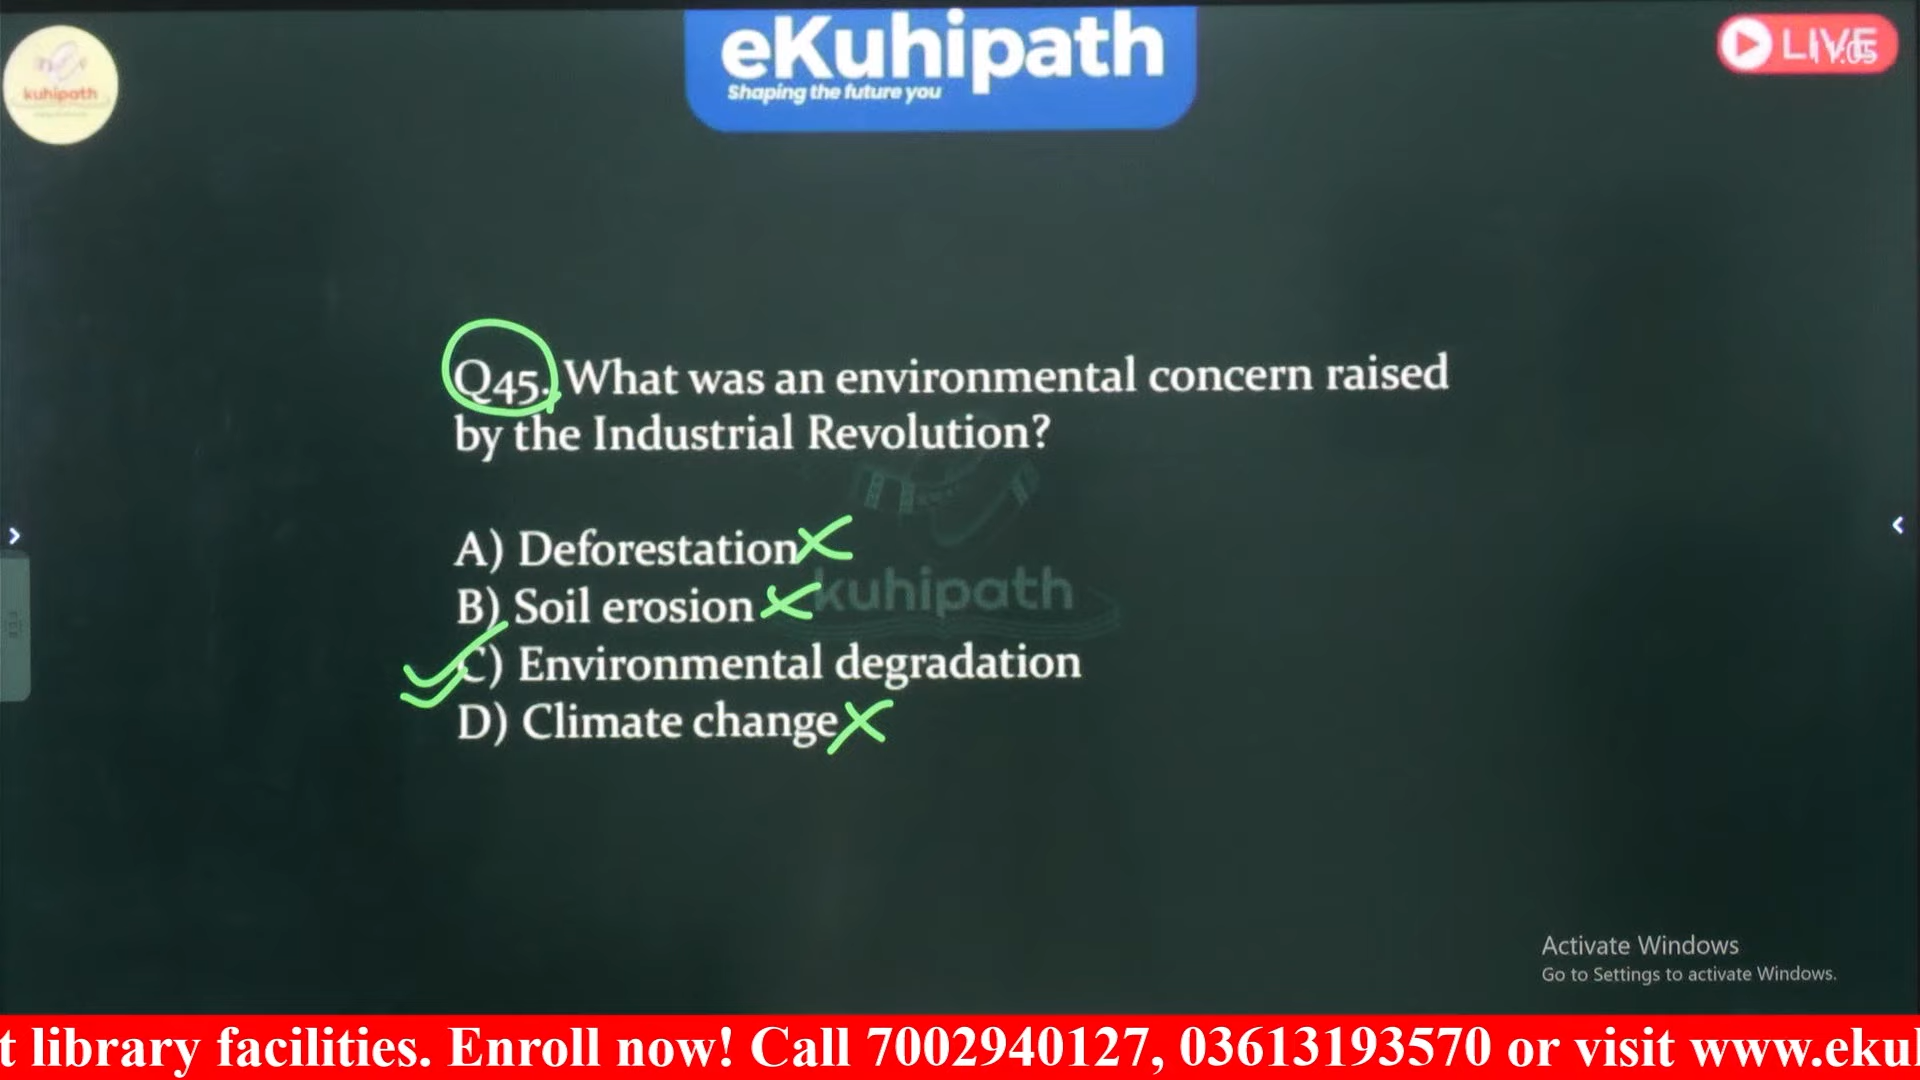 eKuhipath
Shaping the future you
kuhipath
LIVE
Q45. What was an environmental concern raised
by the Industrial Revolution?
A) Deforestation
B) Soil erosion
kuhipath
C) Environmental degradation
D) Climate change
Activate Windows
Go to Settings to activate Windows.
t library facilities. Enroll now! Call 7002940127, 03613193570 or visit www.eku